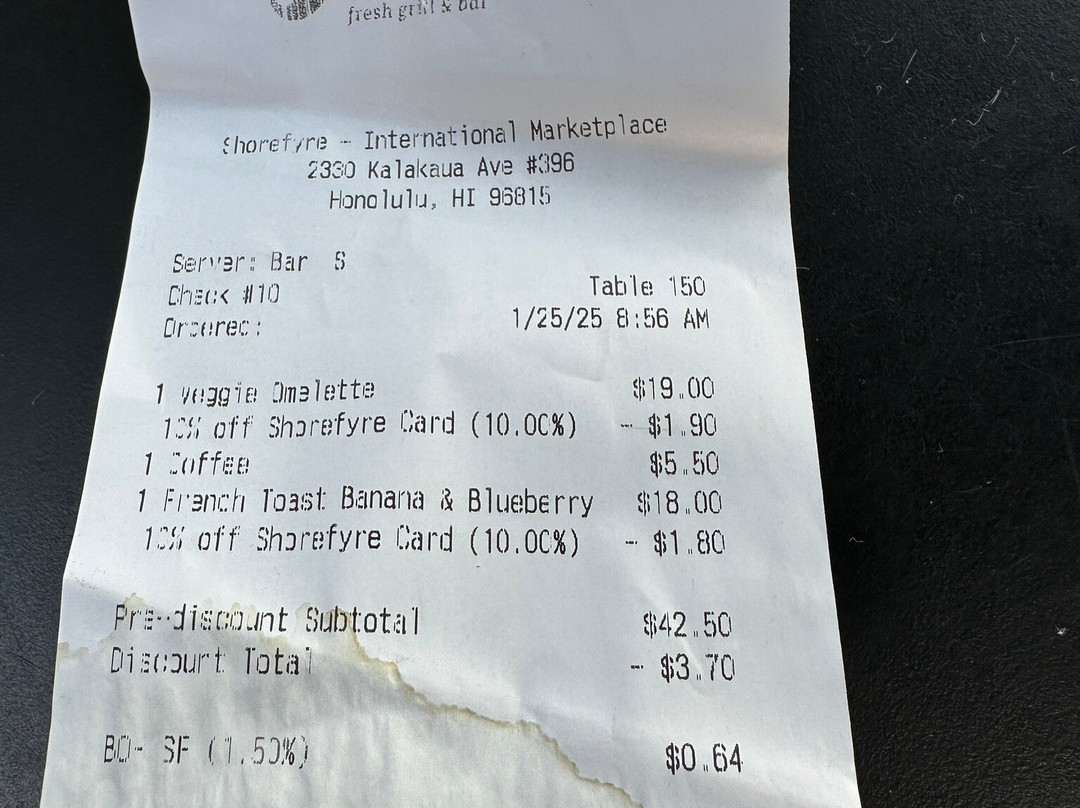 fresh grill & bar
Shorefyre - International Marketplace
2330 Kalakaua Ave #396
Honolulu, HI 96815
Server: Bar S
Check #10
Table 150
Ordered:
1/25/25 8:56 AM
1 Veggie Omelette $19.00
10% off Shorefyre Card (10.00%) - $1.90
1 Coffee $5.50
1 French Toast Banana & Blueberry $18.00
10% off Shorefyre Card (10.00%) - $1.80
Pre-discount Subtotal $42.50
Discount Total - $3.70
BO- SF (1.50%) $0.64